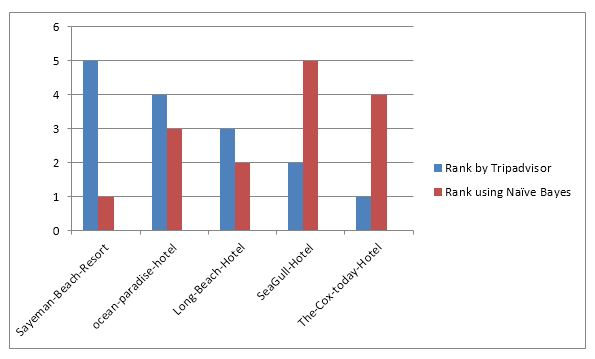 6
5
4
3
2
1
0
Sayeman-Beach-Resort
ocean-paradise-hotel
Long-Beach-Hotel
SeaGull-Hotel
The-Cox-today-Hotel
Rank by Tripadvisor
Rank using Naïve Bayes